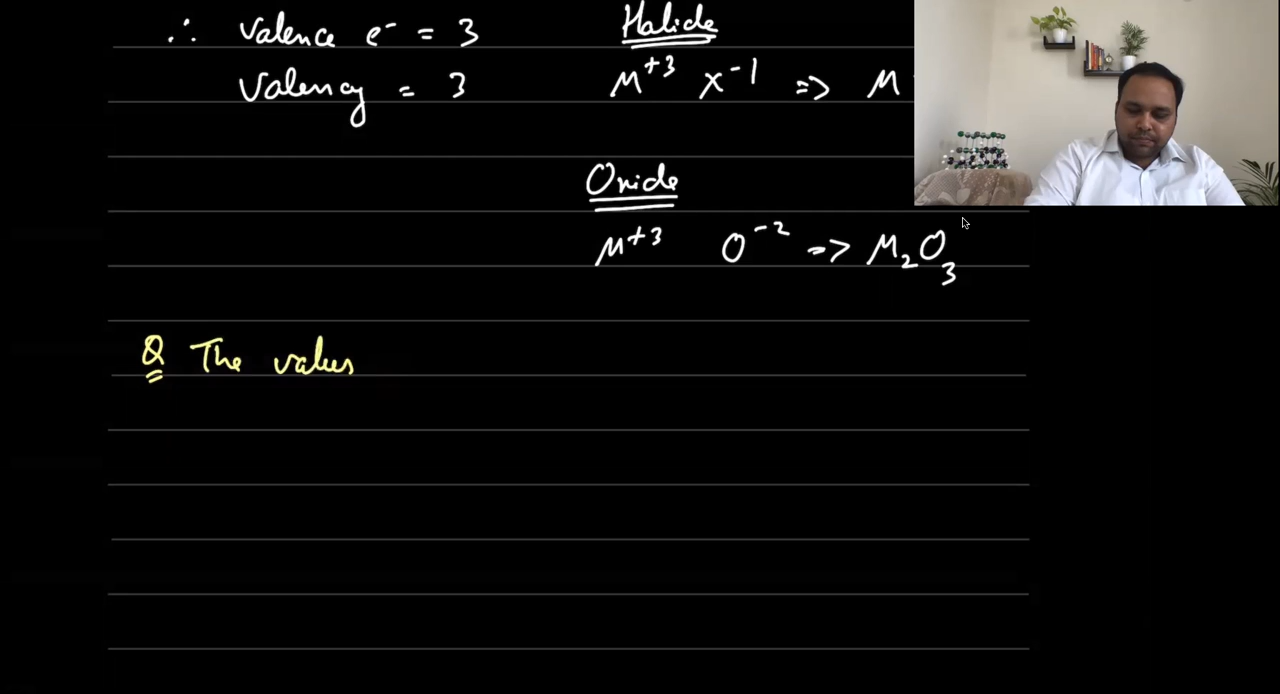 ∴ Valence e⁻ = 3
Valency = 3
Halide
M⁺³ X⁻¹ => M
Oxide
M⁺³ O⁻² => M₂O₃
Q The values